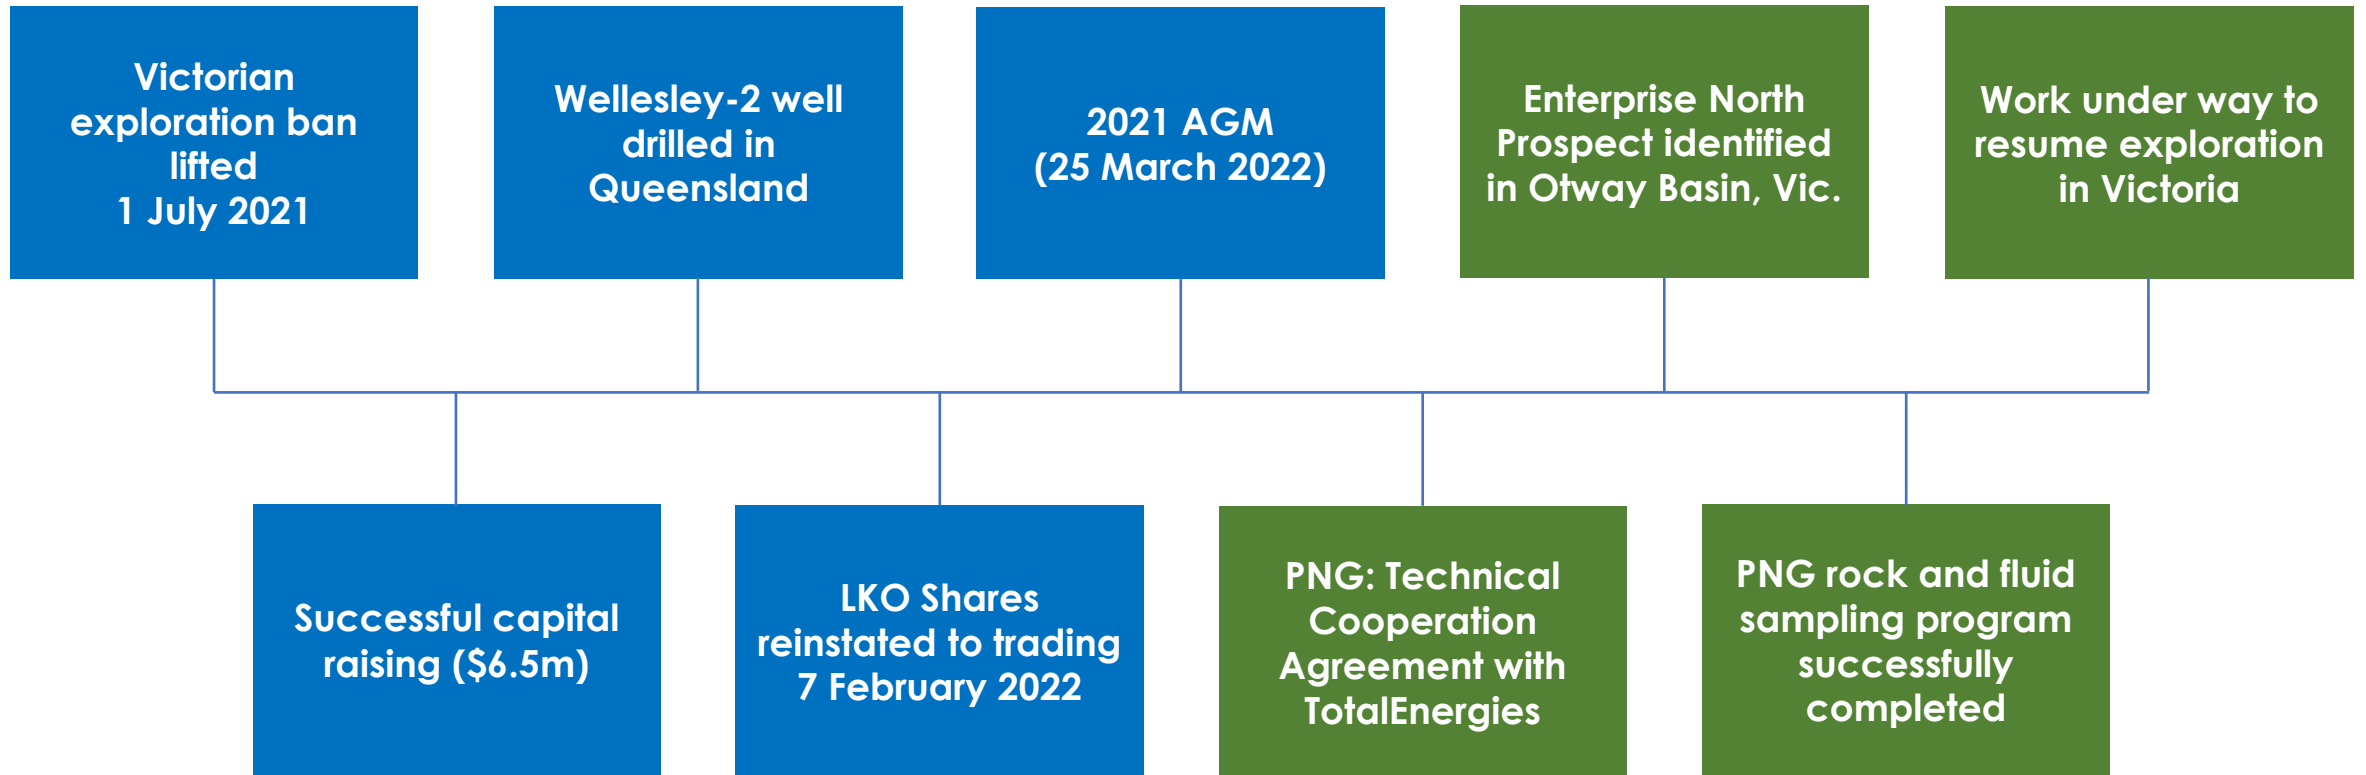 Victorian
exploration ban
lifted
1 July 2021
Wellesley-2 well
drilled in
Queensland
2021 AGM
(25 March 2022)
Enterprise North
Prospect identified
in Otway Basin, Vic.
Work under way to
resume exploration
in Victoria
Successful capital
raising ($6.5m)
LKO Shares
reinstated to trading
7 February 2022
PNG: Technical
Cooperation
Agreement with
TotalEnergies
PNG rock and fluid
sampling program
successfully
completed